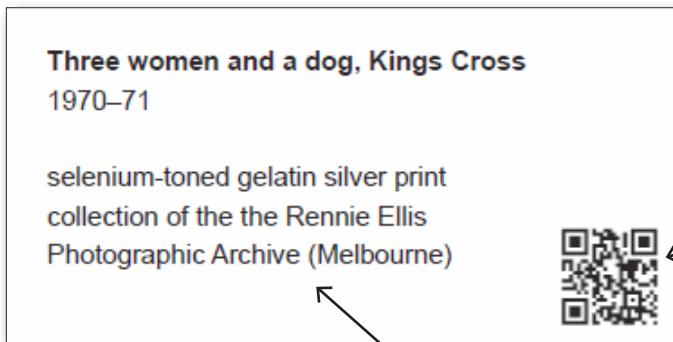 Three women and a dog, Kings Cross
1970–71
selenium-toned gelatin silver print
collection of the the Rennie Ellis
Photographic Archive (Melbourne)